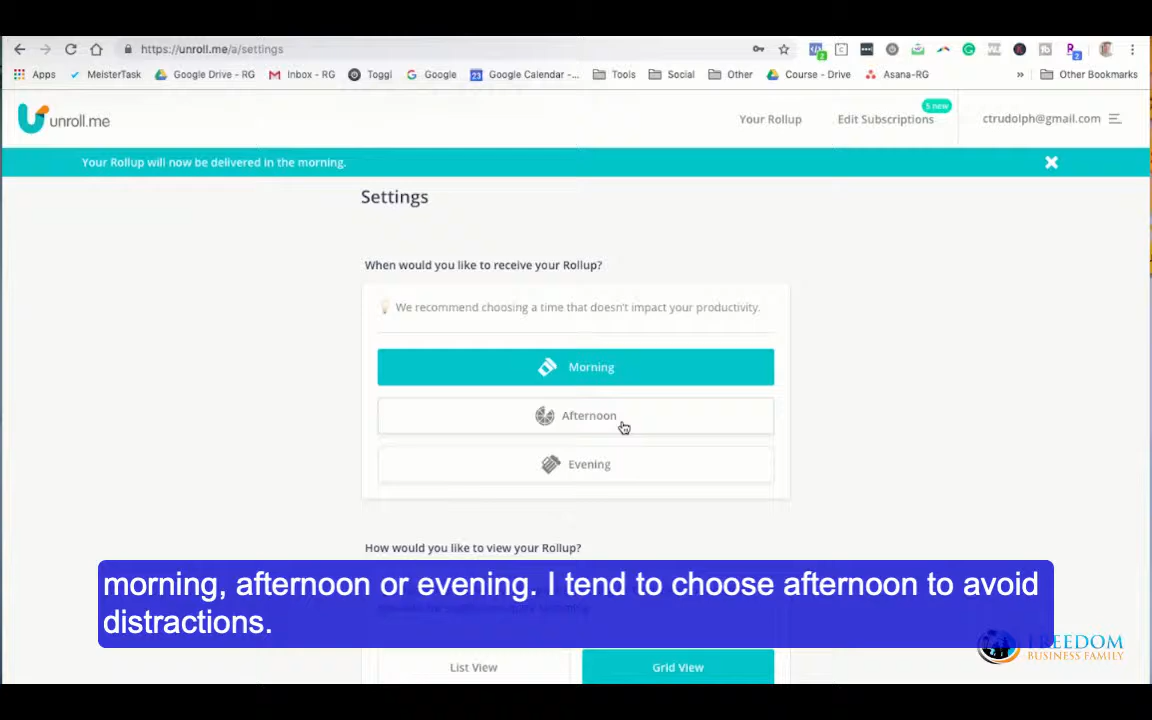 https://unroll.me/a/settings
Apps MeisterTask Google Drive - RG Inbox - RG Toggl Google Google Calendar -... Tools Social Other Course - Drive Asana-RG » Other Bookmarks
unroll.me
Your Rollup Edit Subscriptions 5 new ctrudolph@gmail.com
Your Rollup will now be delivered in the morning.
Settings
When would you like to receive your Rollup?
We recommend choosing a time that doesn't impact your productivity.
Morning
Afternoon
Evening
How would you like to view your Rollup?
morning, afternoon or evening. I tend to choose afternoon to avoid
distractions.
FREEDOM
BUSINESS FAMILY
List View Grid View